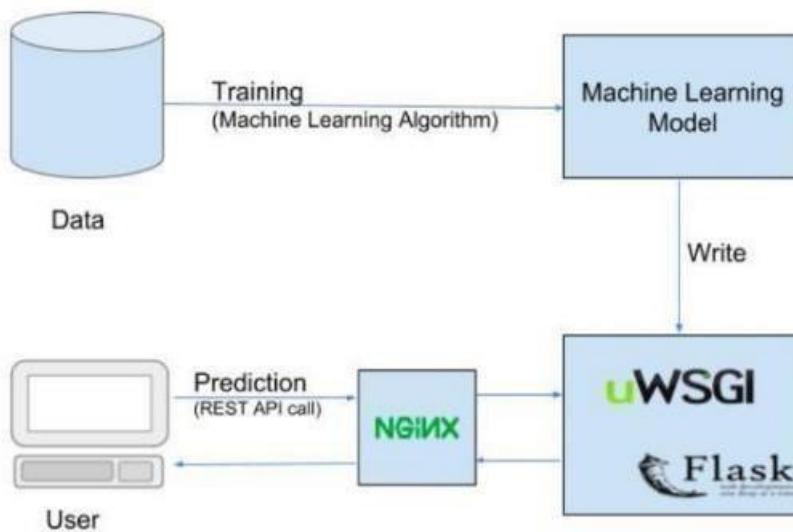 Training
(Machine Learning Algorithm)
Machine Learning
Model
Data
Write
Prediction
(REST API call)
NGiNX
uWSGI
Flask
User